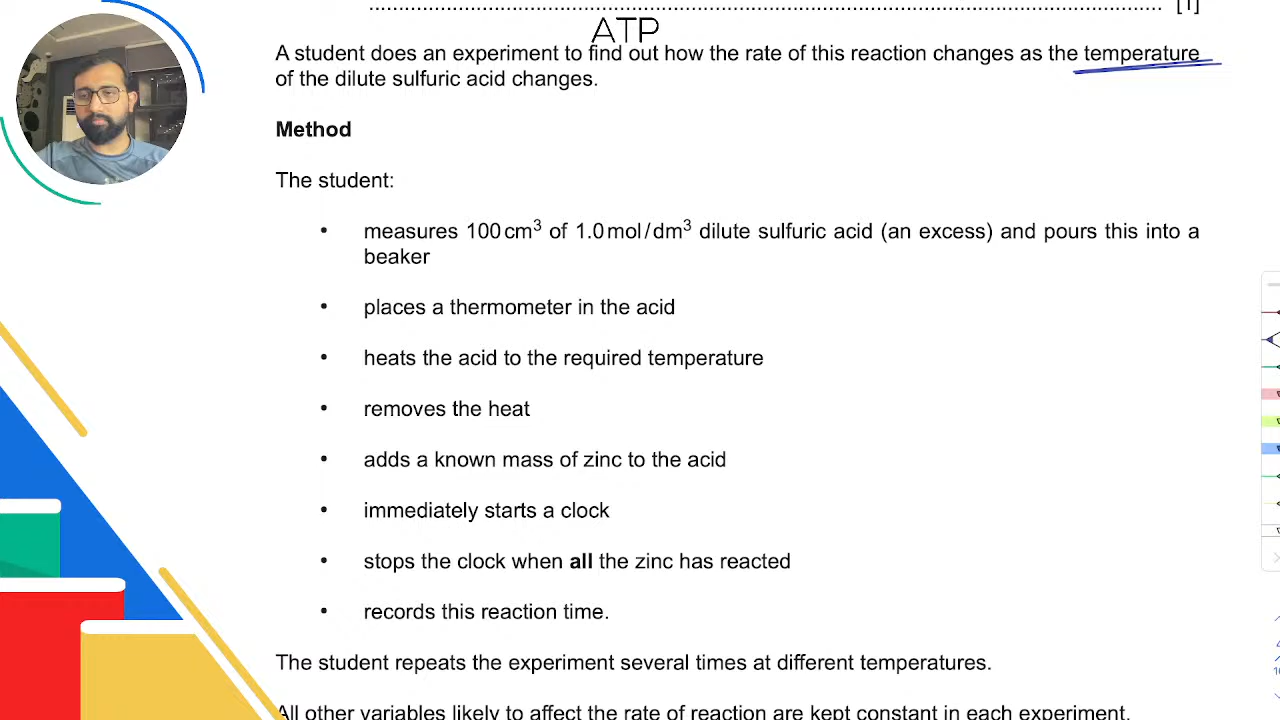 [1]
ATP
A student does an experiment to find out how the rate of this reaction changes as the temperature
of the dilute sulfuric acid changes.
Method
The student:
• measures 100 cm³ of 1.0 mol/dm³ dilute sulfuric acid (an excess) and pours this into a
beaker
• places a thermometer in the acid
• heats the acid to the required temperature
• removes the heat
• adds a known mass of zinc to the acid
• immediately starts a clock
• stops the clock when all the zinc has reacted
• records this reaction time.
The student repeats the experiment several times at different temperatures.
All other variables likely to affect the rate of reaction are kept constant in each experiment.